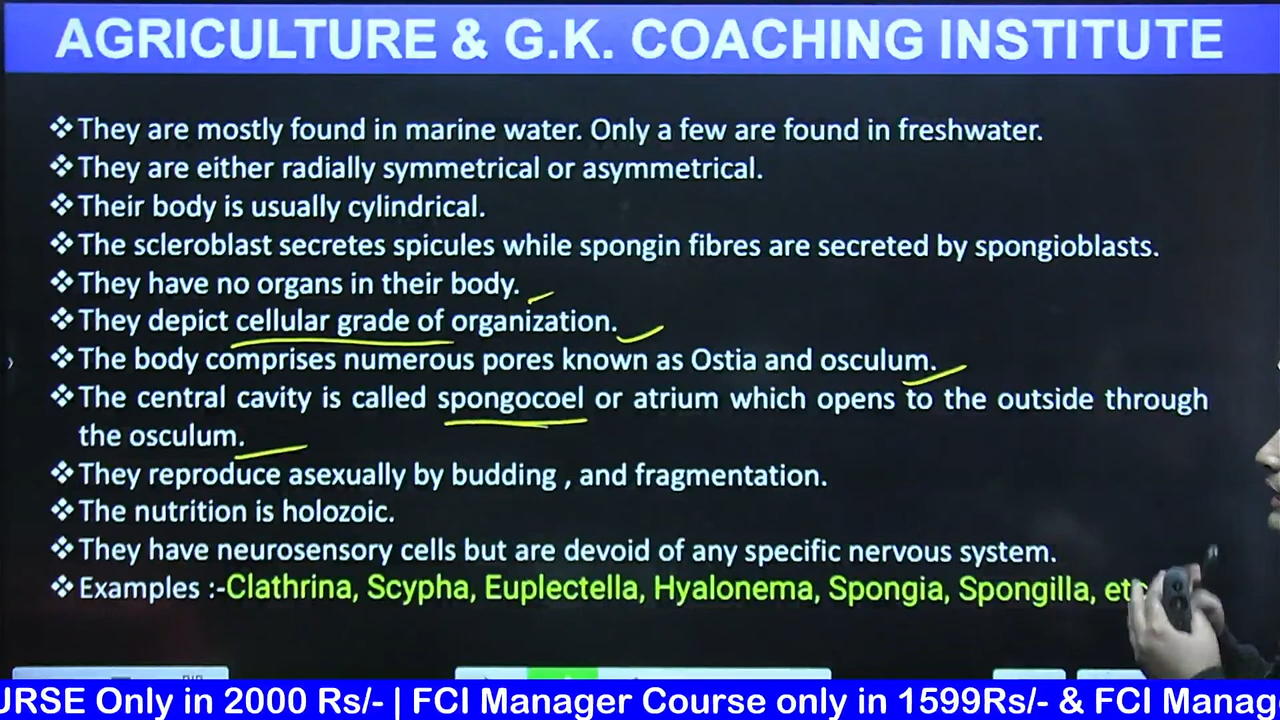 AGRICULTURE & G.K. COACHING INSTITUTE
❖They are mostly found in marine water. Only a few are found in freshwater.
❖They are either radially symmetrical or asymmetrical.
❖Their body is usually cylindrical.
❖The scleroblast secretes spicules while spongin fibres are secreted by spongioblasts.
❖They have no organs in their body.
❖They depict cellular grade of organization.
❖The body comprises numerous pores known as Ostia and osculum.
❖The central cavity is called spongocoel or atrium which opens to the outside through
the osculum.
❖They reproduce asexually by budding , and fragmentation.
❖The nutrition is holozoic.
❖They have neurosensory cells but are devoid of any specific nervous system.
❖Examples :-Clathrina, Scypha, Euplectella, Hyalonema, Spongia, Spongilla, etc
URSE Only in 2000 Rs/- | FCI Manager Course only in 1599Rs/- & FCI Manag